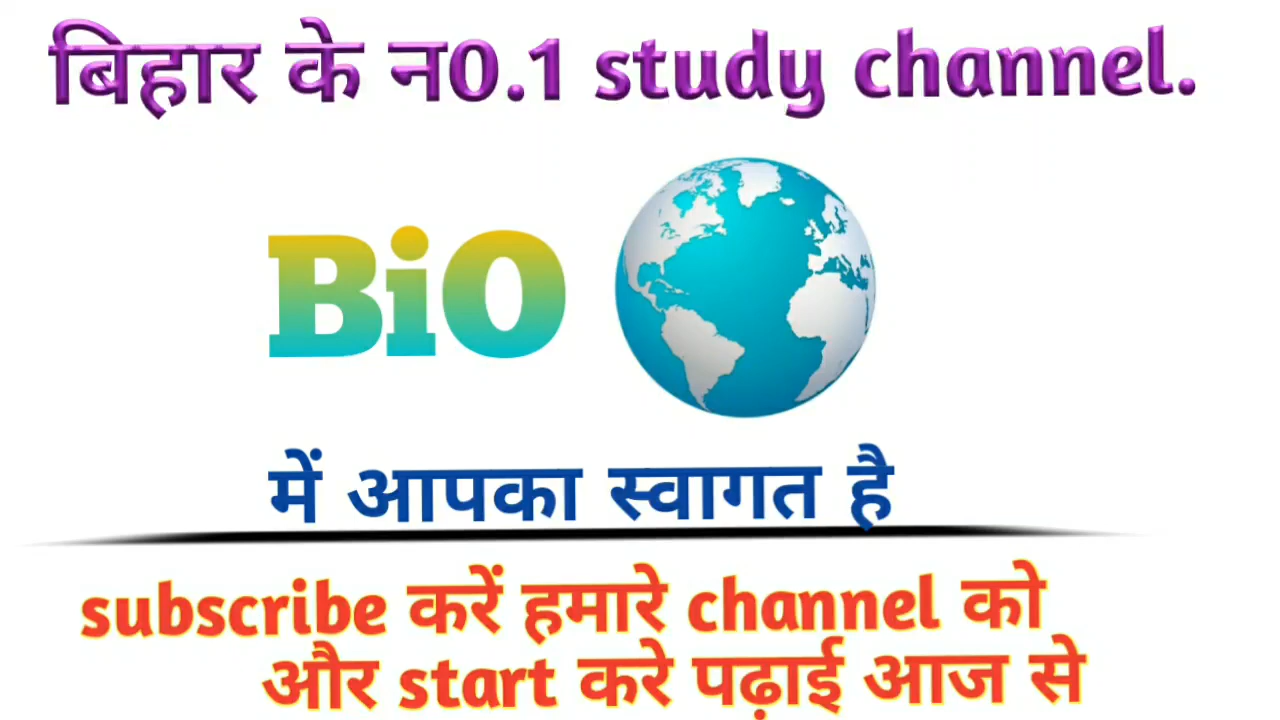 बिहार के न0.1 study channel.
BiO
में आपका स्वागत है
subscribe करें हमारे channel को
और start करे पढ़ाई आज से